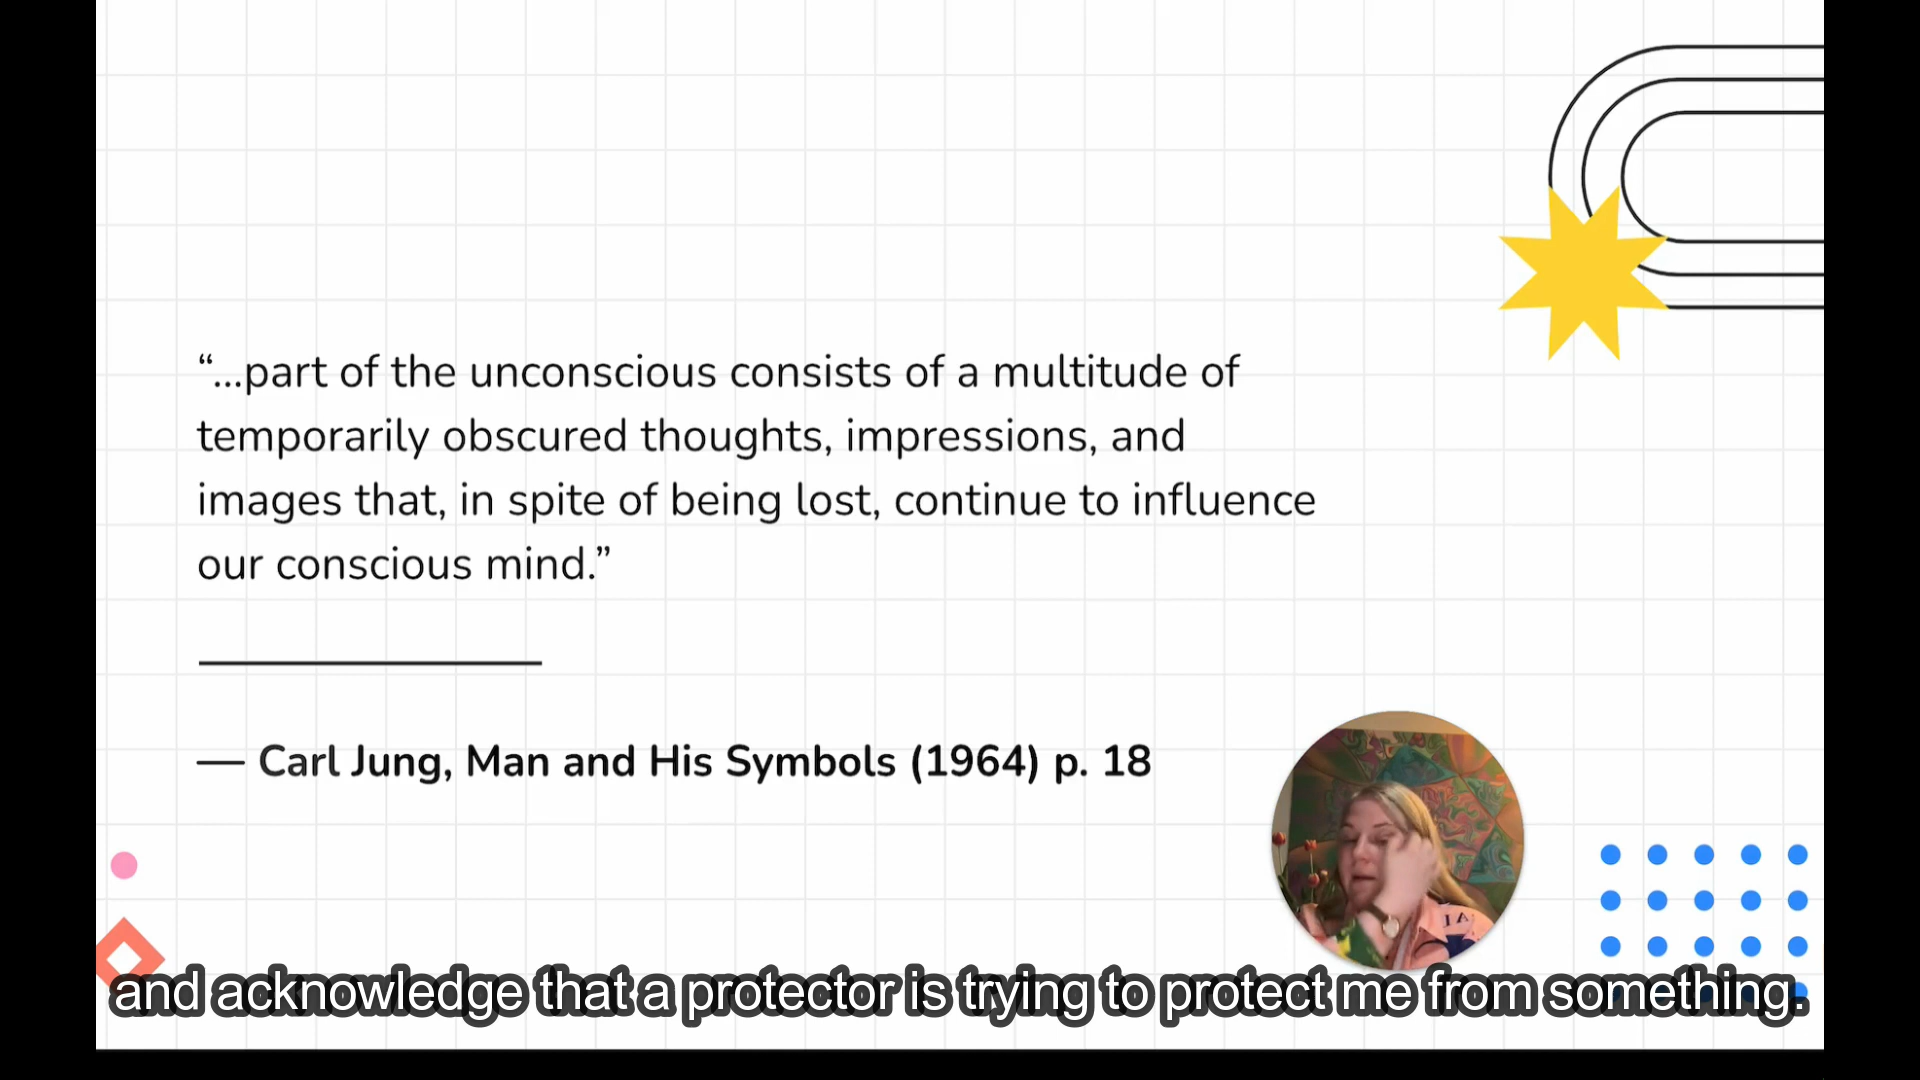 “...part of the unconscious consists of a multitude of
temporarily obscured thoughts, impressions, and
images that, in spite of being lost, continue to influence
our conscious mind.”
— Carl Jung, Man and His Symbols (1964) p. 18
and acknowledge that a protector is trying to protect me from something.